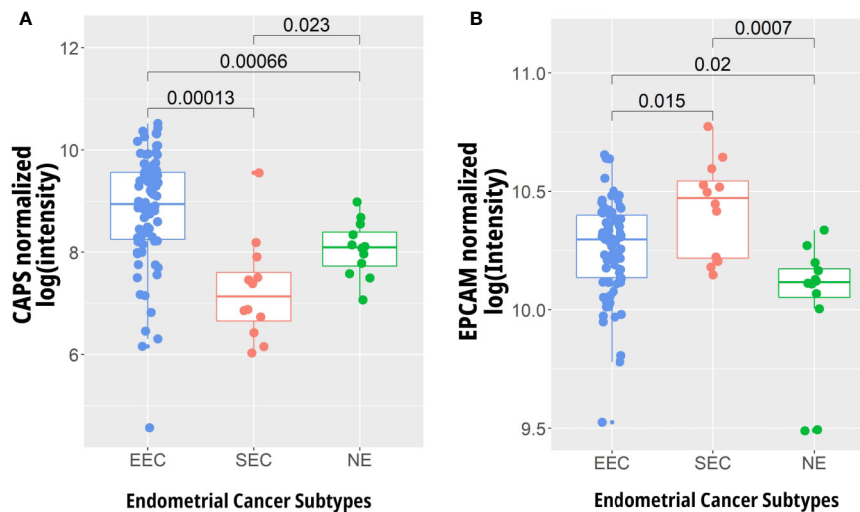 A
0.023
0.00066
0.00013
12
10
8
6
CAPS normalized
log(intensity)
EEC SEC NE
Endometrial Cancer Subtypes
B
0.0007
0.02
0.015
11.0
10.5
10.0
9.5
EPCAM normalized
log(Intensity)
EEC SEC NE
Endometrial Cancer Subtypes